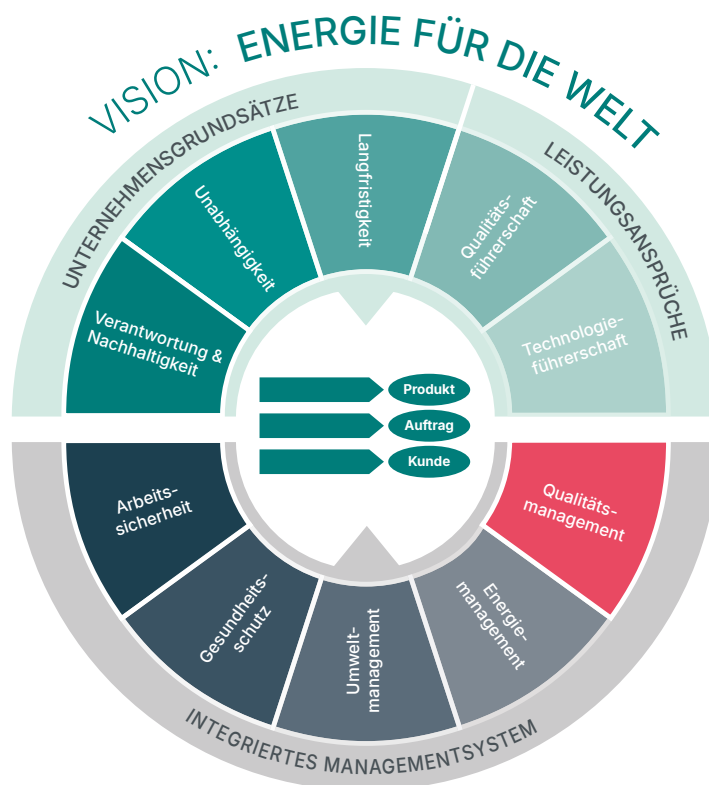 VISION: ENERGIE FÜR DIE WELT
UNTERNEHMENSGRUNDSÄTZE
LEISTUNGSANSPRÜCHE
Verantwortung &
Nachhaltigkeit
Unabhängigkeit
Langfristigkeit
Qualitäts-
führerschaft
Technologie-
führerschaft
Produkt
Auftrag
Kunde
Arbeits-
sicherheit
Gesundheits-
schutz
Umwelt-
management
Energie-
management
Qualitäts-
management
INTEGRIERTES MANAGEMENTSYSTEM